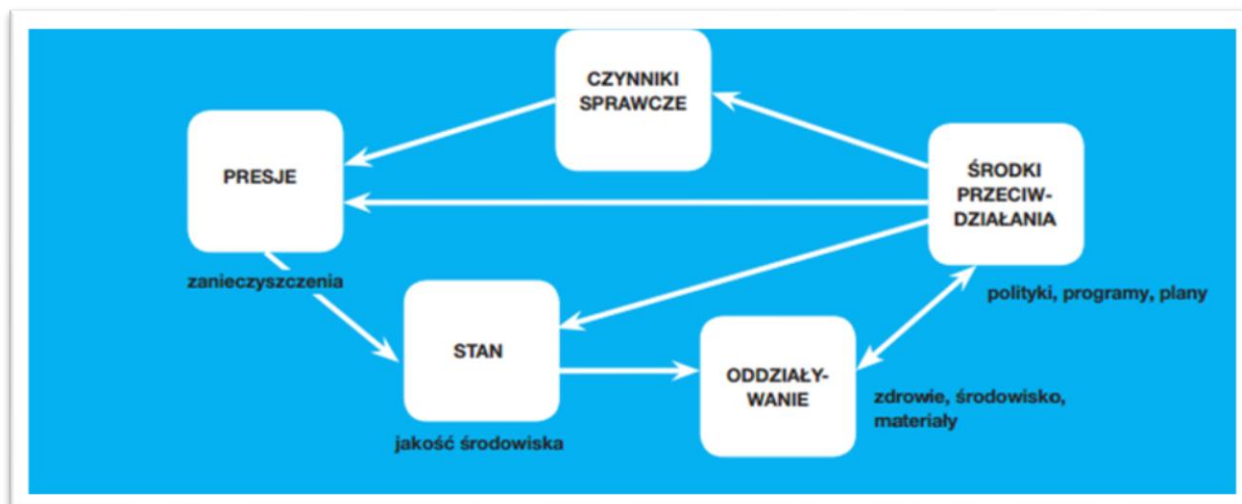 CZYNNIKI
SPRAWCZE
PRESJE
ŚRODKI
PRZECIW-
DZIAŁANIA
zanieczyszczenia
polityki, programy, plany
STAN
ODDZIAŁY-
WANIE
zdrowie, środowisko,
materiały
jakość środowiska